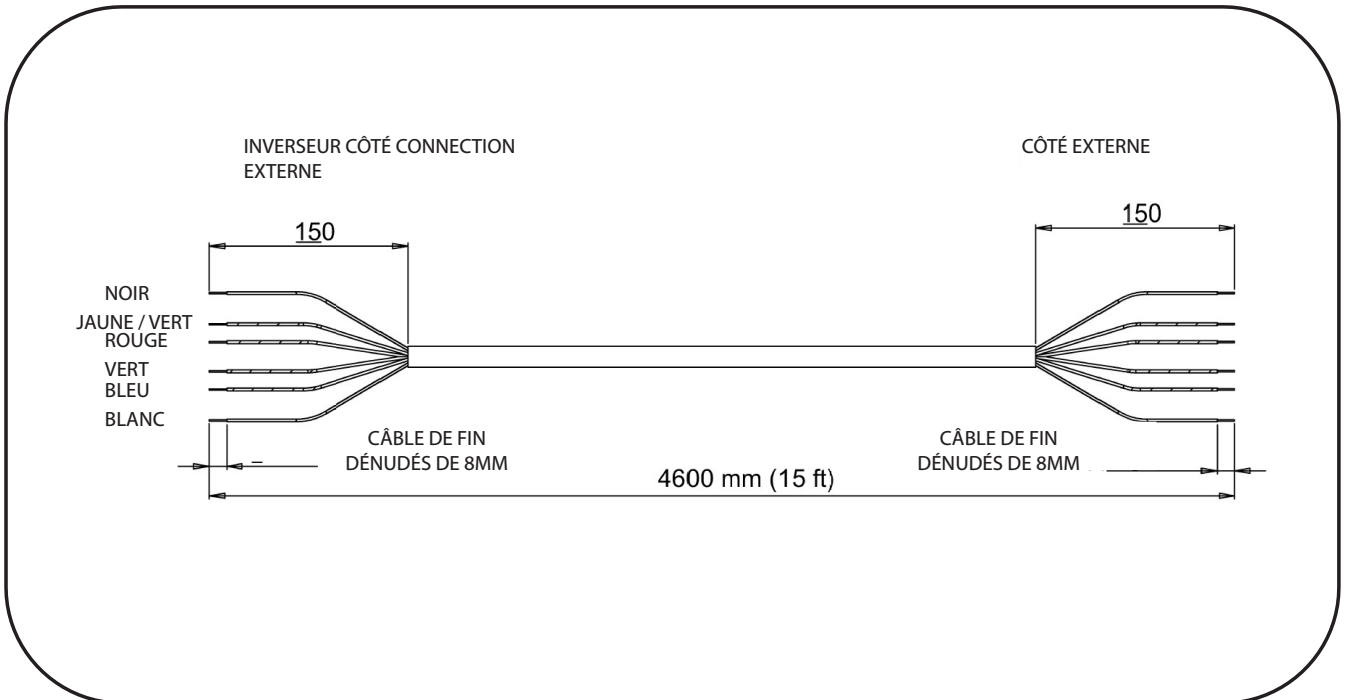 INVERSEUR CÔTÉ CONNECTION
EXTERNE
CÔTÉ EXTERNE
150
150
NOIR
JAUNE / VERT
ROUGE
VERT
BLEU
BLANC
CÂBLE DE FIN
DÉNUDÉS DE 8MM
CÂBLE DE FIN
DÉNUDÉS DE 8MM
4600 mm (15 ft)